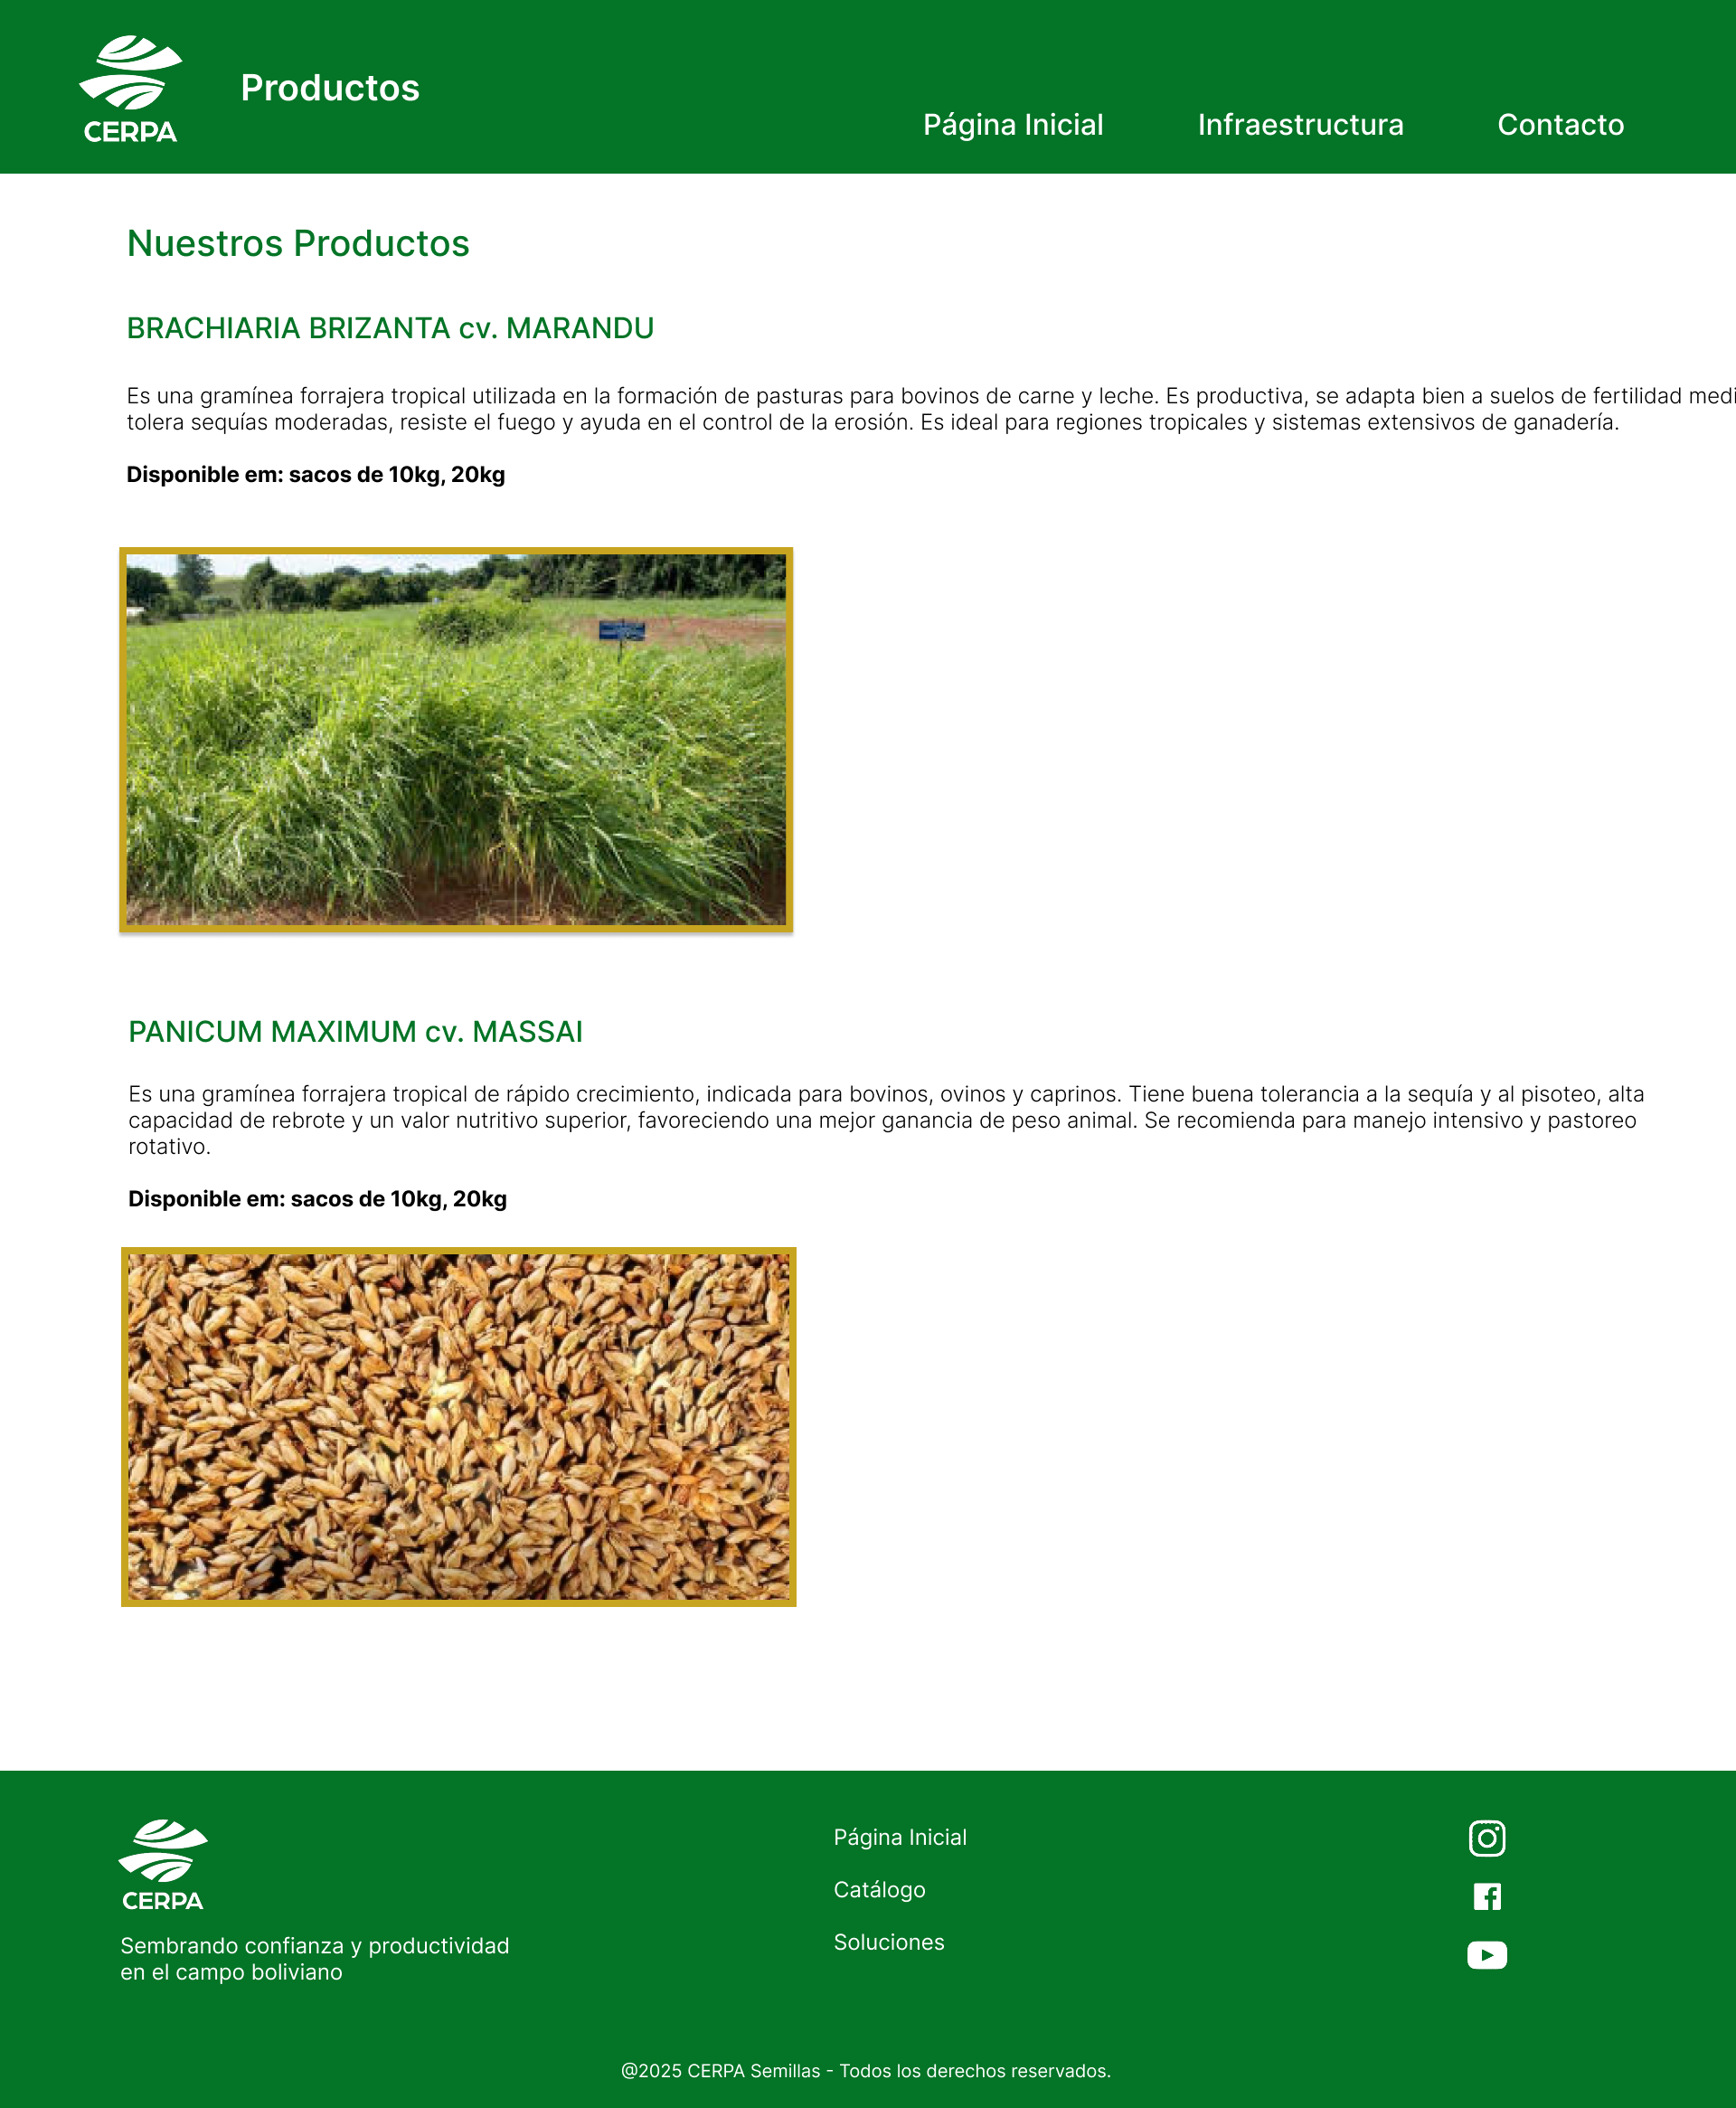 CERPA
Productos
Página Inicial
Infraestructura
Contacto
Nuestros Productos
BRACHIARIA BRIZANTA cv. MARANDU
Es una gramínea forrajera tropical utilizada en la formación de pasturas para bovinos de carne y leche. Es productiva, se adapta bien a suelos de fertilidad medi
tolera sequías moderadas, resiste el fuego y ayuda en el control de la erosión. Es ideal para regiones tropicales y sistemas extensivos de ganadería.
Disponible em: sacos de 10kg, 20kg
PANICUM MAXIMUM cv. MASSAI
Es una gramínea forrajera tropical de rápido crecimiento, indicada para bovinos, ovinos y caprinos. Tiene buena tolerancia a la sequía y al pisoteo, alta
capacidad de rebrote y un valor nutritivo superior, favoreciendo una mejor ganancia de peso animal. Se recomienda para manejo intensivo y pastoreo
rotativo.
Disponible em: sacos de 10kg, 20kg
CERPA
Sembrando confianza y productividad
en el campo boliviano
Página Inicial
Catálogo
Soluciones
@2025 CERPA Semillas - Todos los derechos reservados.